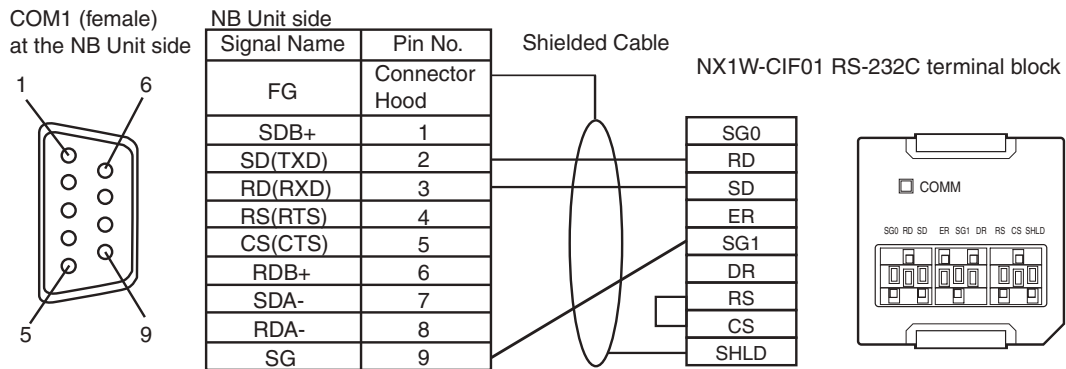 COM1 (female)
at the NB Unit side
1
6
5
9
NB Unit side
Signal Name Pin No.
FG Connector
Hood
SDB+ 1
SD(TXD) 2
RD(RXD) 3
RS(RTS) 4
CS(CTS) 5
RDB+ 6
SDA- 7
RDA- 8
SG 9
Shielded Cable
NX1W-CIF01 RS-232C terminal block
SG0
RD
SD
ER
SG1
DR
RS
CS
SHLD
COMM
SG0 RD SD ER SG1 DR RS CS SHLD